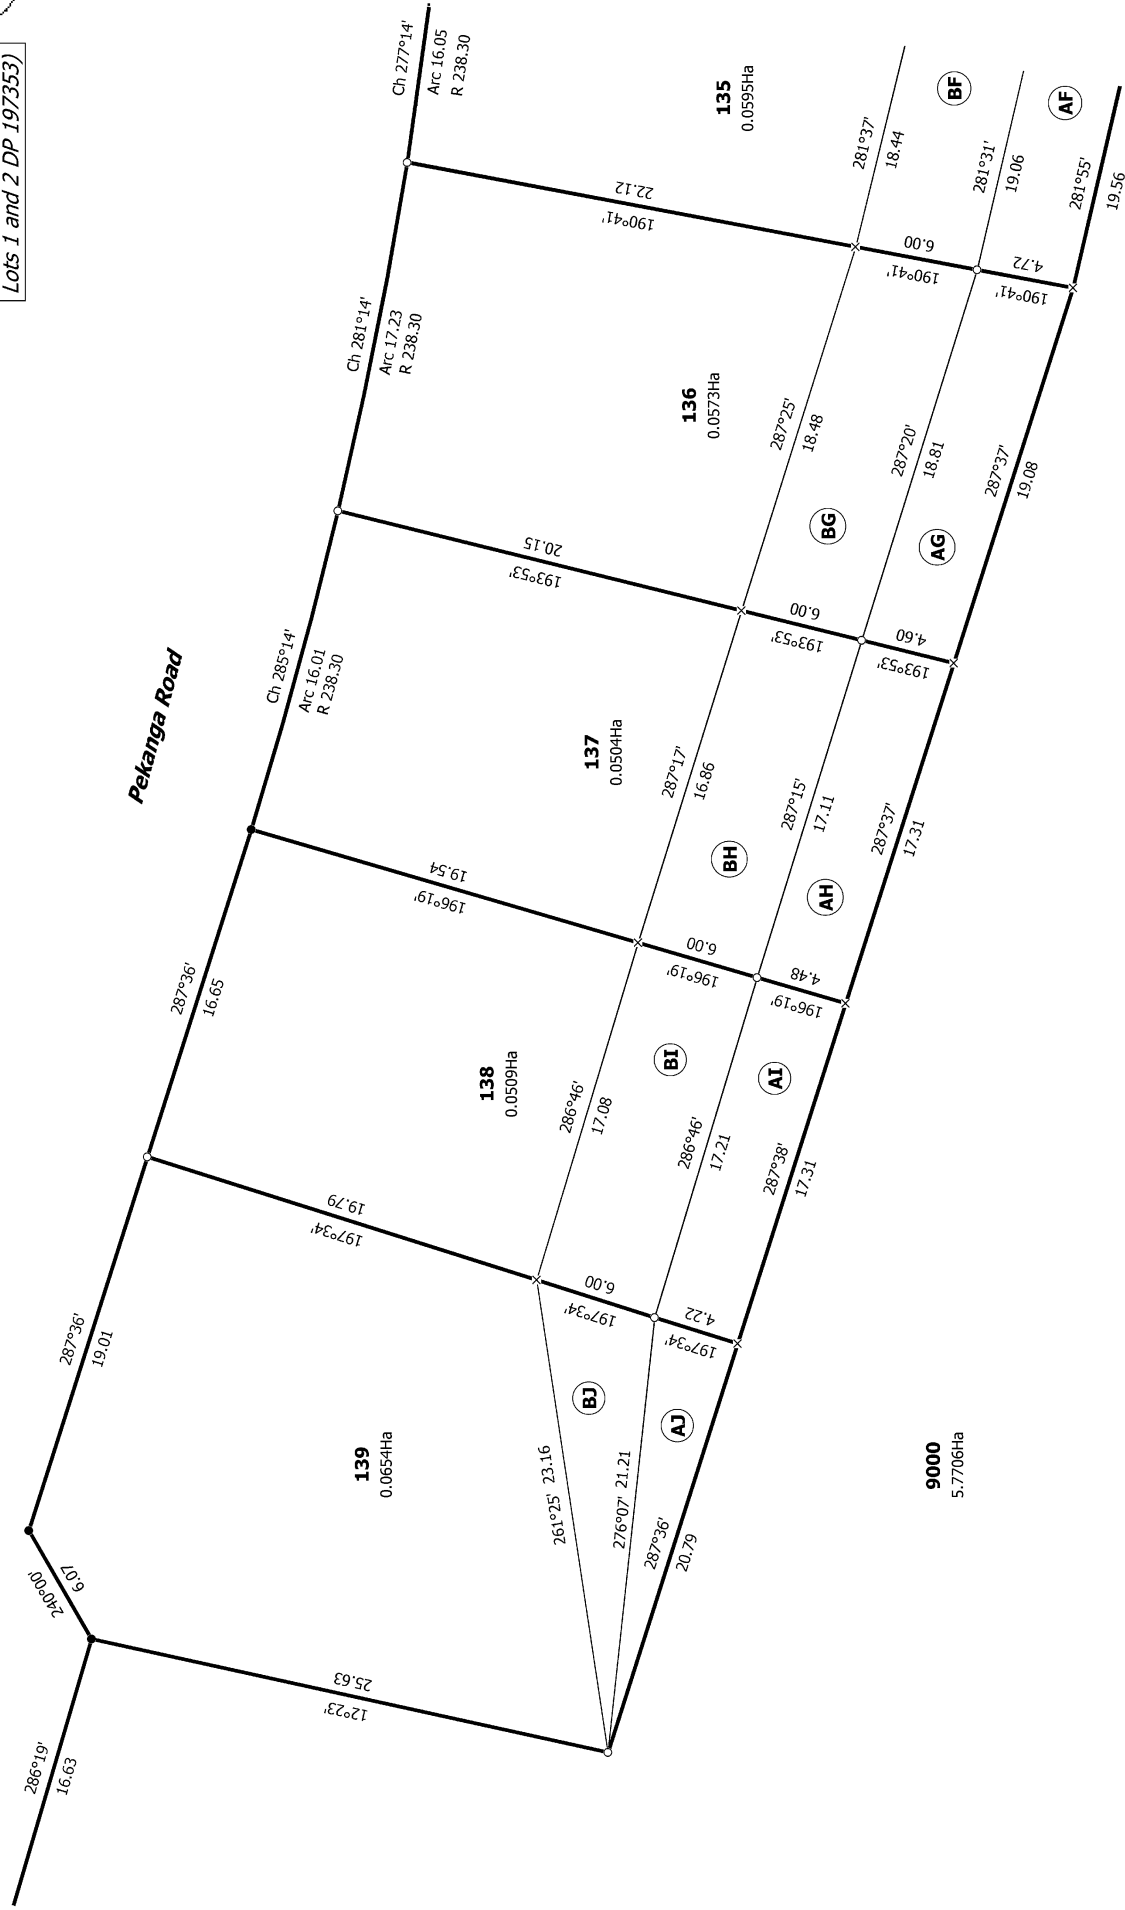 Lots 1 and 2 DP 197353)
Ch 277°14'
Arc 16.05
R 238.30
135
0.0595Ha
281°37'
18.44
BF
281°31'
19.06
AF
281°55'
19.56
22.12
190°41'
6.00
190°41'
4.72
190°41'
Ch 281°14'
Arc 17.23
R 238.30
136
0.0573Ha
287°25'
18.48
BG
287°20'
18.81
AG
287°37'
19.08
20.15
193°53'
6.00
193°53'
4.60
193°53'
Pekanga Road
Ch 285°14'
Arc 16.01
R 238.30
137
0.0504Ha
287°17'
16.86
BH
287°15'
17.11
AH
287°37'
17.31
19.54
196°19'
6.00
196°19'
4.48
196°19'
287°36'
16.65
138
0.0509Ha
286°46'
17.08
BI
286°46'
17.21
AI
287°38'
17.31
19.79
197°34'
6.00
197°34'
4.22
197°34'
287°36'
19.01
139
0.0654Ha
BJ
261°25' 23.16
276°07' 21.21
AJ
287°36'
20.79
9000
5.7706Ha
240°00'
6.07
25.63
12°23'
286°19'
16.63